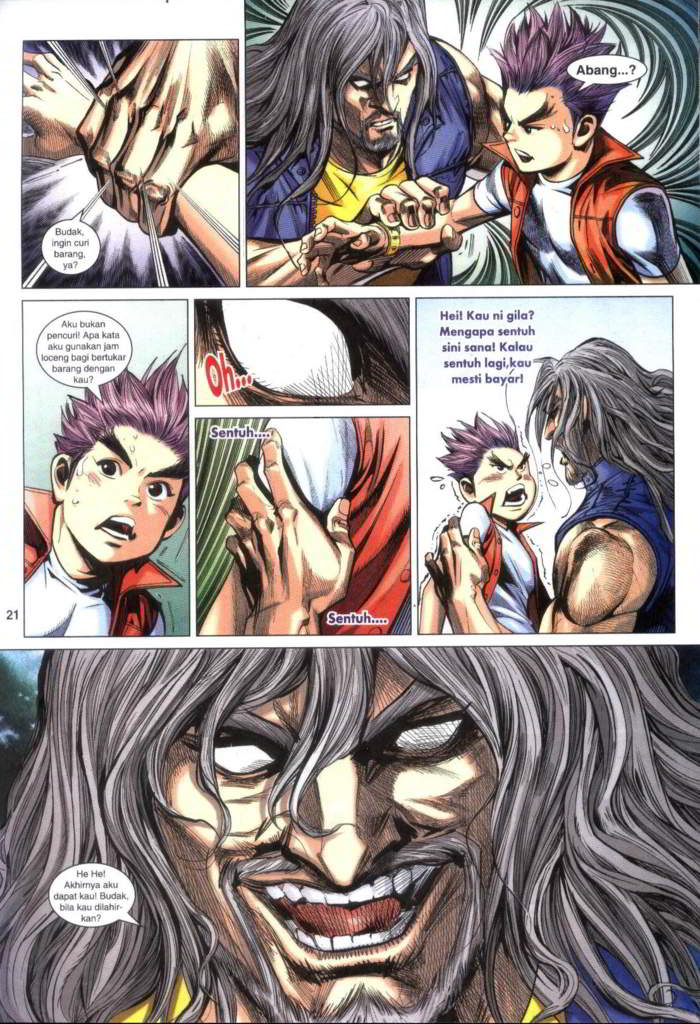 Budak,
ingin curi
barang,
ya?
Abang...?
Aku bukan
pencuri! Apa kata
aku gunakan jam
loceng bagi bertukar
barang dengan
kau?
Oh...
Sentuh....
Sentuh....
Hei! Kau ni gila?
Mengapa sentuh
sini sana! Kalau
sentuh lagi,kau
mesti bayar!
21
He He!
Akhirnya aku
dapat kau! Budak,
bila kau dilahir-
kan?